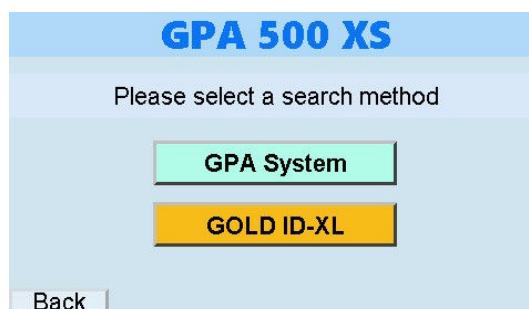 GPA 500 XS
Please select a search method
GPA System
GOLD ID-XL
Back